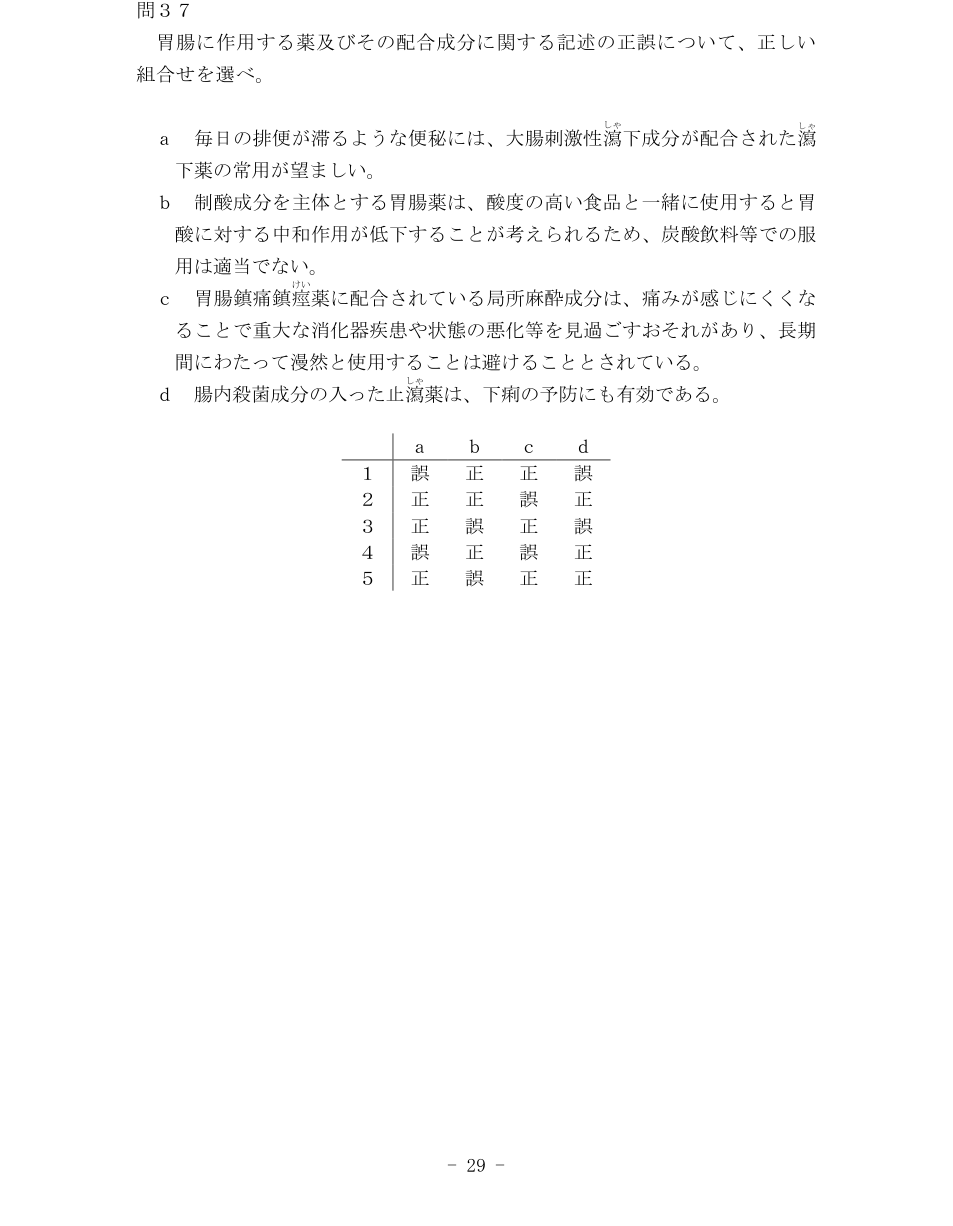 問３７
胃腸に作用する薬及びその配合成分に関する記述の正誤について、正しい
組合せを選べ。
しゃ しゃ
a 毎日の排便が滞るような便秘には、大腸刺激性瀉下成分が配合された瀉
下薬の常用が望ましい。
b 制酸成分を主体とする胃腸薬は、酸度の高い食品と一緒に使用すると胃
酸に対する中和作用が低下することが考えられるため、炭酸飲料等での服
用は適当でない。
けい
c 胃腸鎮痛鎮痙薬に配合されている局所麻酔成分は、痛みが感じにくくな
ることで重大な消化器疾患や状態の悪化等を見過ごすおそれがあり、長期
間にわたって漫然と使用することは避けることとされている。
しゃ
d 腸内殺菌成分の入った止瀉薬は、下痢の予防にも有効である。
a b c d
1 誤 正 正 誤
2 正 正 誤 正
3 正 誤 正 誤
4 誤 正 誤 正
5 正 誤 正 正
- 29 -